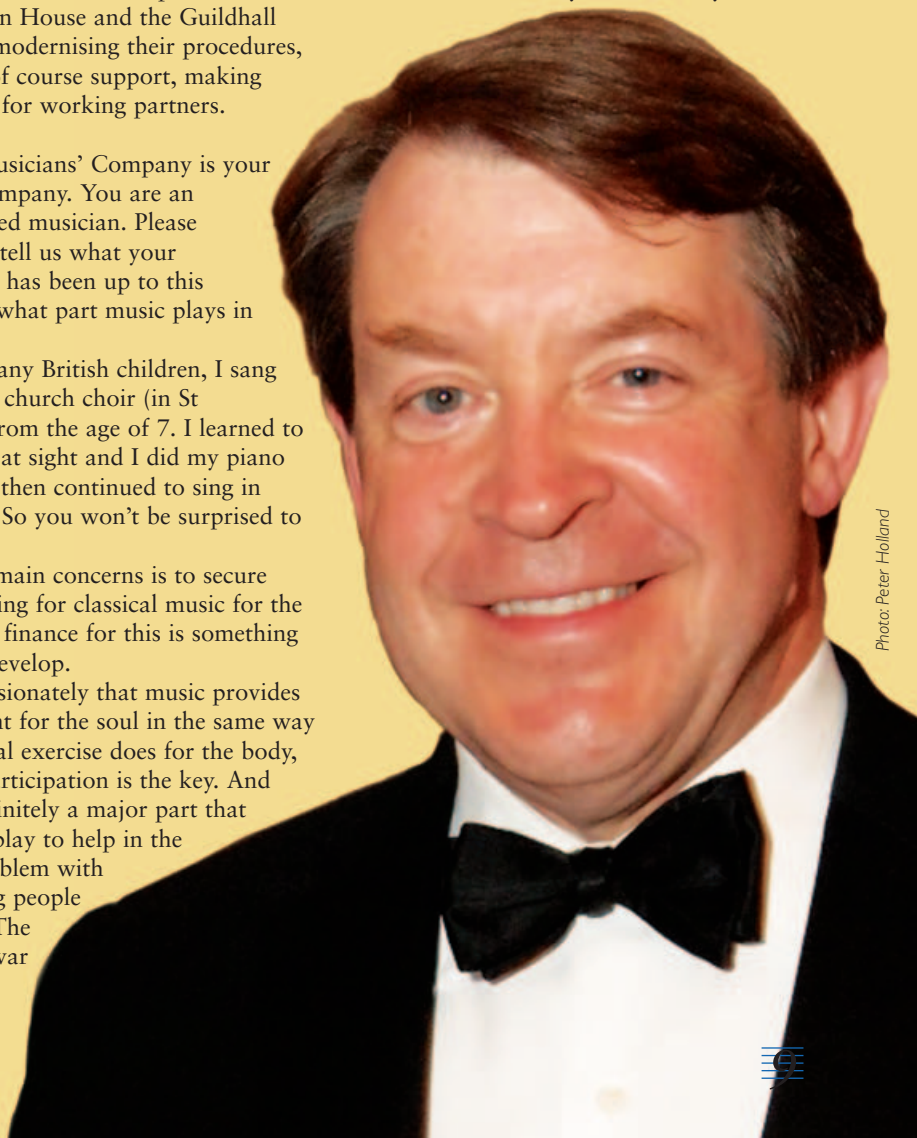 n House and the Guildhall
modernising their procedures,
f course support, making
for working partners.
usicians’ Company is your
mpany. You are an
ed musician. Please
tell us what your
has been up to this
what part music plays in
any British children, I sang
church choir (in St
rom the age of 7. I learned to
at sight and I did my piano
then continued to sing in
So you won’t be surprised to
main concerns is to secure
ing for classical music for the
finance for this is something
evelop.
sionately that music provides
nt for the soul in the same way
al exercise does for the body,
articipation is the key. And
initely a major part that
play to help in the
blem with
g people
The
war
Photo: Peter Holland
9